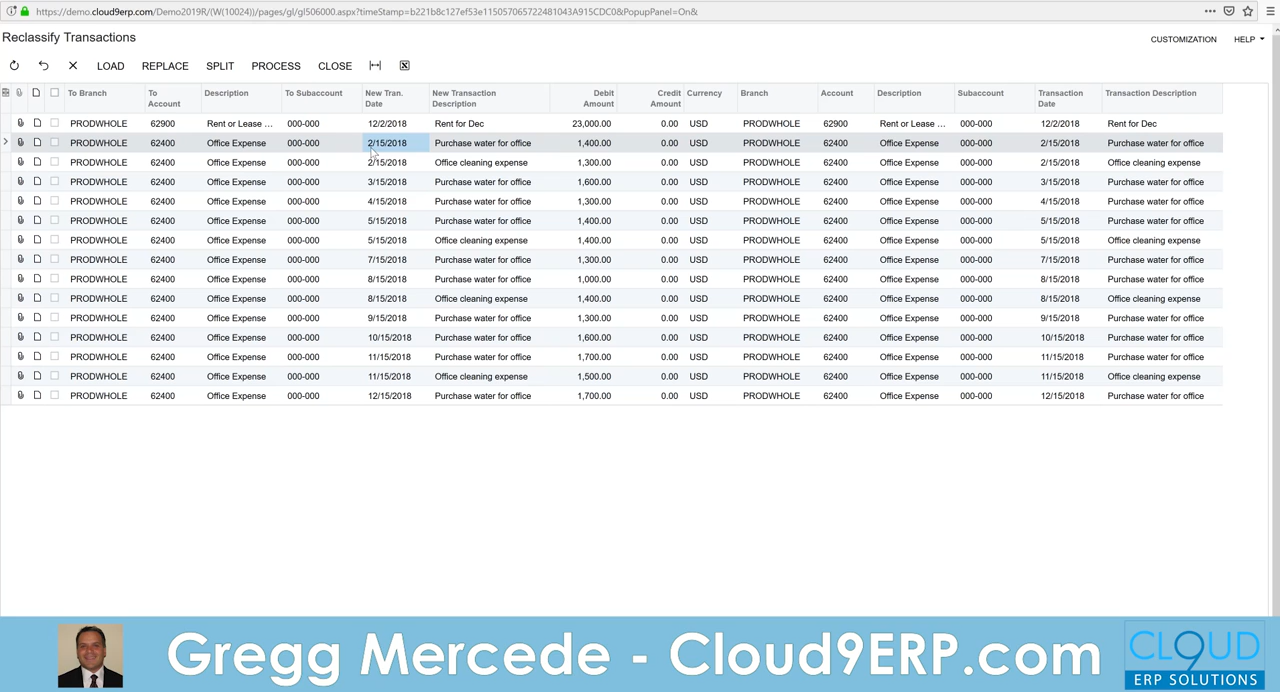 https://demo.cloud9erp.com/Demo2019R/(W(10024))/pages/gl/gl506000.aspx?timeStamp=b221b8c127ef53e115057065722481043A915CDC0&PopupPanel=On&
Reclassify Transactions
CUSTOMIZATION HELP
LOAD REPLACE SPLIT PROCESS CLOSE
To Branch To Account Description To Subaccount New Tran. Date New Transaction Description Debit Amount Credit Amount Currency Branch Account Description Subaccount Transaction Date Transaction Description
PRODWHOLE 62900 Rent or Lease ... 000-000 12/2/2018 Rent for Dec 23,000.00 0.00 USD PRODWHOLE 62900 Rent or Lease ... 000-000 12/2/2018 Rent for Dec
PRODWHOLE 62400 Office Expense 000-000 2/15/2018 Purchase water for office 1,400.00 0.00 USD PRODWHOLE 62400 Office Expense 000-000 2/15/2018 Purchase water for office
PRODWHOLE 62400 Office Expense 000-000 2/15/2018 Office cleaning expense 1,300.00 0.00 USD PRODWHOLE 62400 Office Expense 000-000 2/15/2018 Office cleaning expense
PRODWHOLE 62400 Office Expense 000-000 3/15/2018 Purchase water for office 1,600.00 0.00 USD PRODWHOLE 62400 Office Expense 000-000 3/15/2018 Purchase water for office
PRODWHOLE 62400 Office Expense 000-000 4/15/2018 Purchase water for office 1,300.00 0.00 USD PRODWHOLE 62400 Office Expense 000-000 4/15/2018 Purchase water for office
PRODWHOLE 62400 Office Expense 000-000 5/15/2018 Purchase water for office 1,400.00 0.00 USD PRODWHOLE 62400 Office Expense 000-000 5/15/2018 Purchase water for office
PRODWHOLE 62400 Office Expense 000-000 5/15/2018 Office cleaning expense 1,400.00 0.00 USD PRODWHOLE 62400 Office Expense 000-000 5/15/2018 Office cleaning expense
PRODWHOLE 62400 Office Expense 000-000 7/15/2018 Purchase water for office 1,300.00 0.00 USD PRODWHOLE 62400 Office Expense 000-000 7/15/2018 Purchase water for office
PRODWHOLE 62400 Office Expense 000-000 8/15/2018 Purchase water for office 1,000.00 0.00 USD PRODWHOLE 62400 Office Expense 000-000 8/15/2018 Purchase water for office
PRODWHOLE 62400 Office Expense 000-000 8/15/2018 Office cleaning expense 1,400.00 0.00 USD PRODWHOLE 62400 Office Expense 000-000 8/15/2018 Office cleaning expense
PRODWHOLE 62400 Office Expense 000-000 9/15/2018 Purchase water for office 1,300.00 0.00 USD PRODWHOLE 62400 Office Expense 000-000 9/15/2018 Purchase water for office
PRODWHOLE 62400 Office Expense 000-000 10/15/2018 Purchase water for office 1,600.00 0.00 USD PRODWHOLE 62400 Office Expense 000-000 10/15/2018 Purchase water for office
PRODWHOLE 62400 Office Expense 000-000 11/15/2018 Purchase water for office 1,700.00 0.00 USD PRODWHOLE 62400 Office Expense 000-000 11/15/2018 Purchase water for office
PRODWHOLE 62400 Office Expense 000-000 11/15/2018 Office cleaning expense 1,500.00 0.00 USD PRODWHOLE 62400 Office Expense 000-000 11/15/2018 Office cleaning expense
PRODWHOLE 62400 Office Expense 000-000 12/15/2018 Purchase water for office 1,700.00 0.00 USD PRODWHOLE 62400 Office Expense 000-000 12/15/2018 Purchase water for office
Gregg Mercede - Cloud9ERP.com
CLOUD9
ERP SOLUTIONS